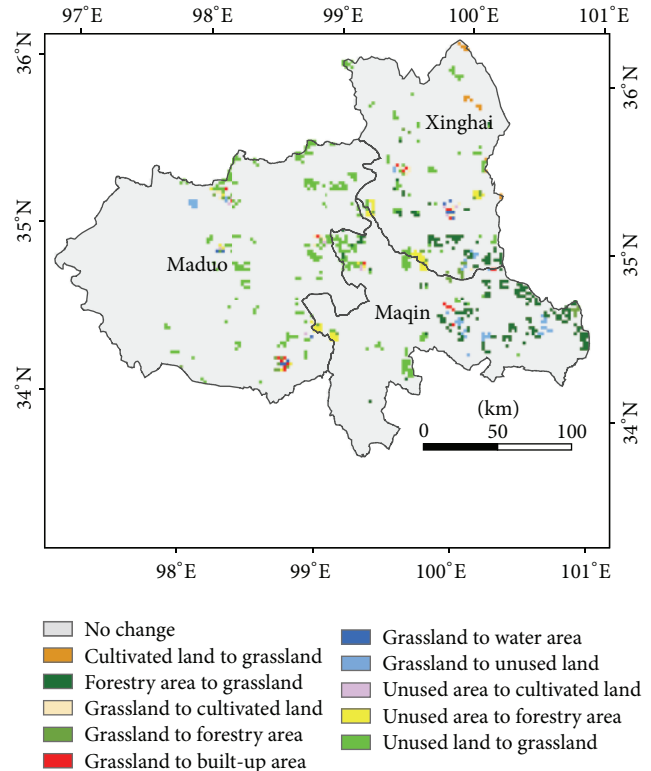 97°E 98°E 99°E 100°E 101°E
36°N
36°N
Xinghai
35°N
35°N
Maduo
Maqin
34°N
34°N
(km)
0 50 100
98°E 99°E 100°E 101°E
No change
Cultivated land to grassland
Forestry area to grassland
Grassland to cultivated land
Grassland to forestry area
Grassland to built-up area
Grassland to water area
Grassland to unused land
Unused area to cultivated land
Unused area to forestry area
Unused land to grassland